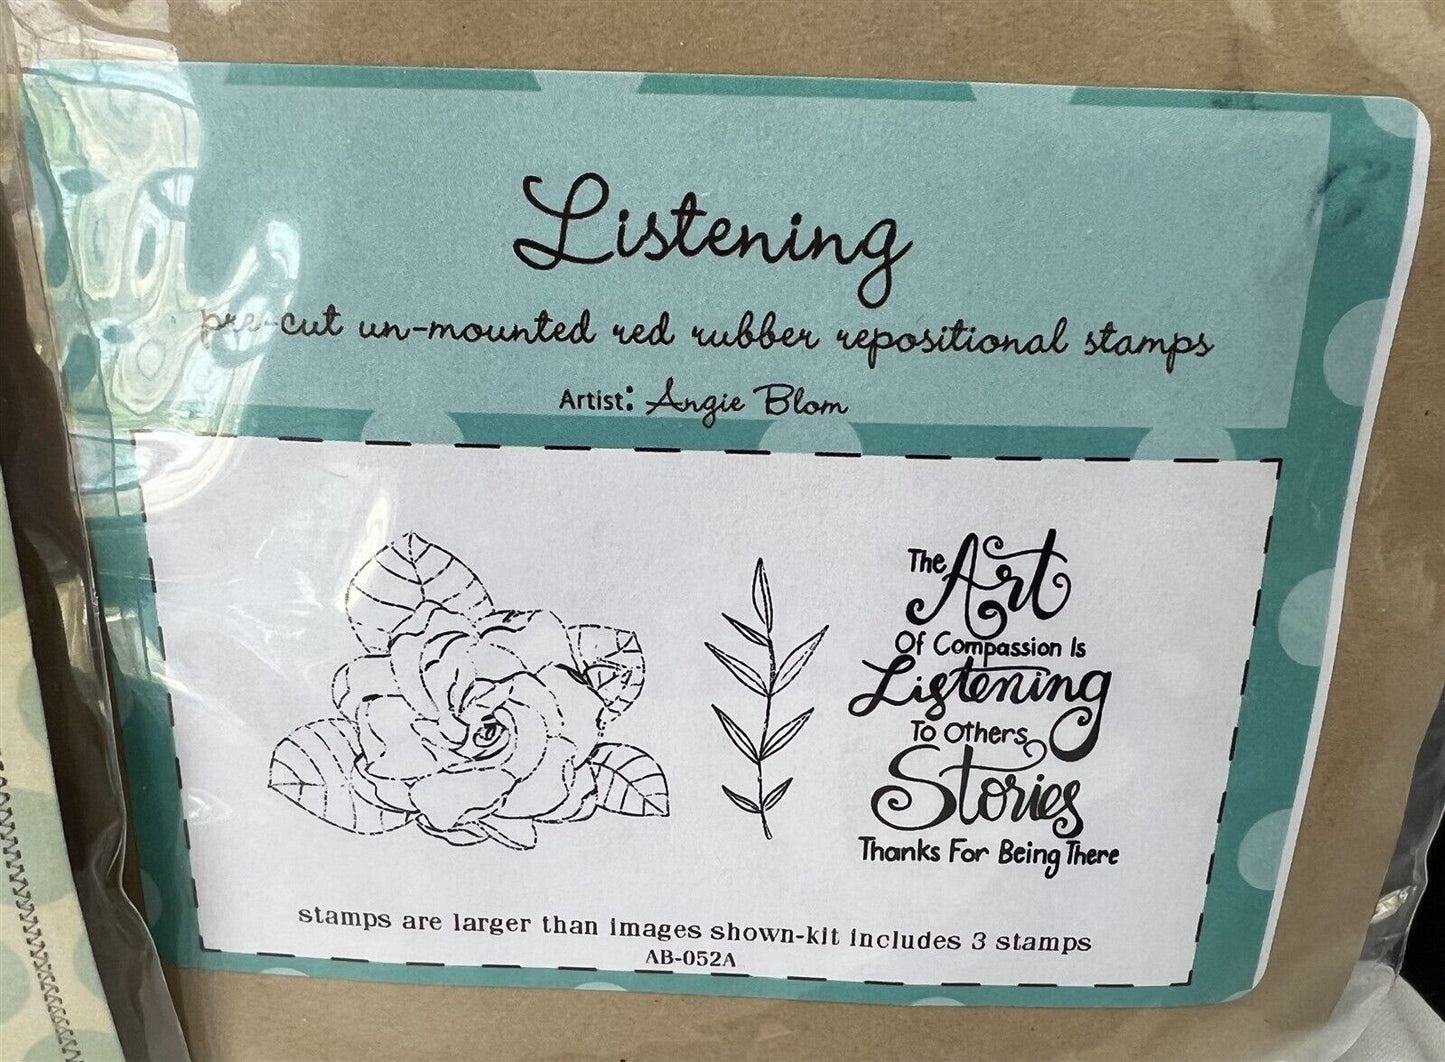 Listening
pre-cut un-mounted red rubber repositional stamps
Artist: Angie Blom
The Art
Of Compassion Is
Listening
To Others
Stories
Thanks For Being There
stamps are larger than images shown-kit includes 3 stamps
AB-052A